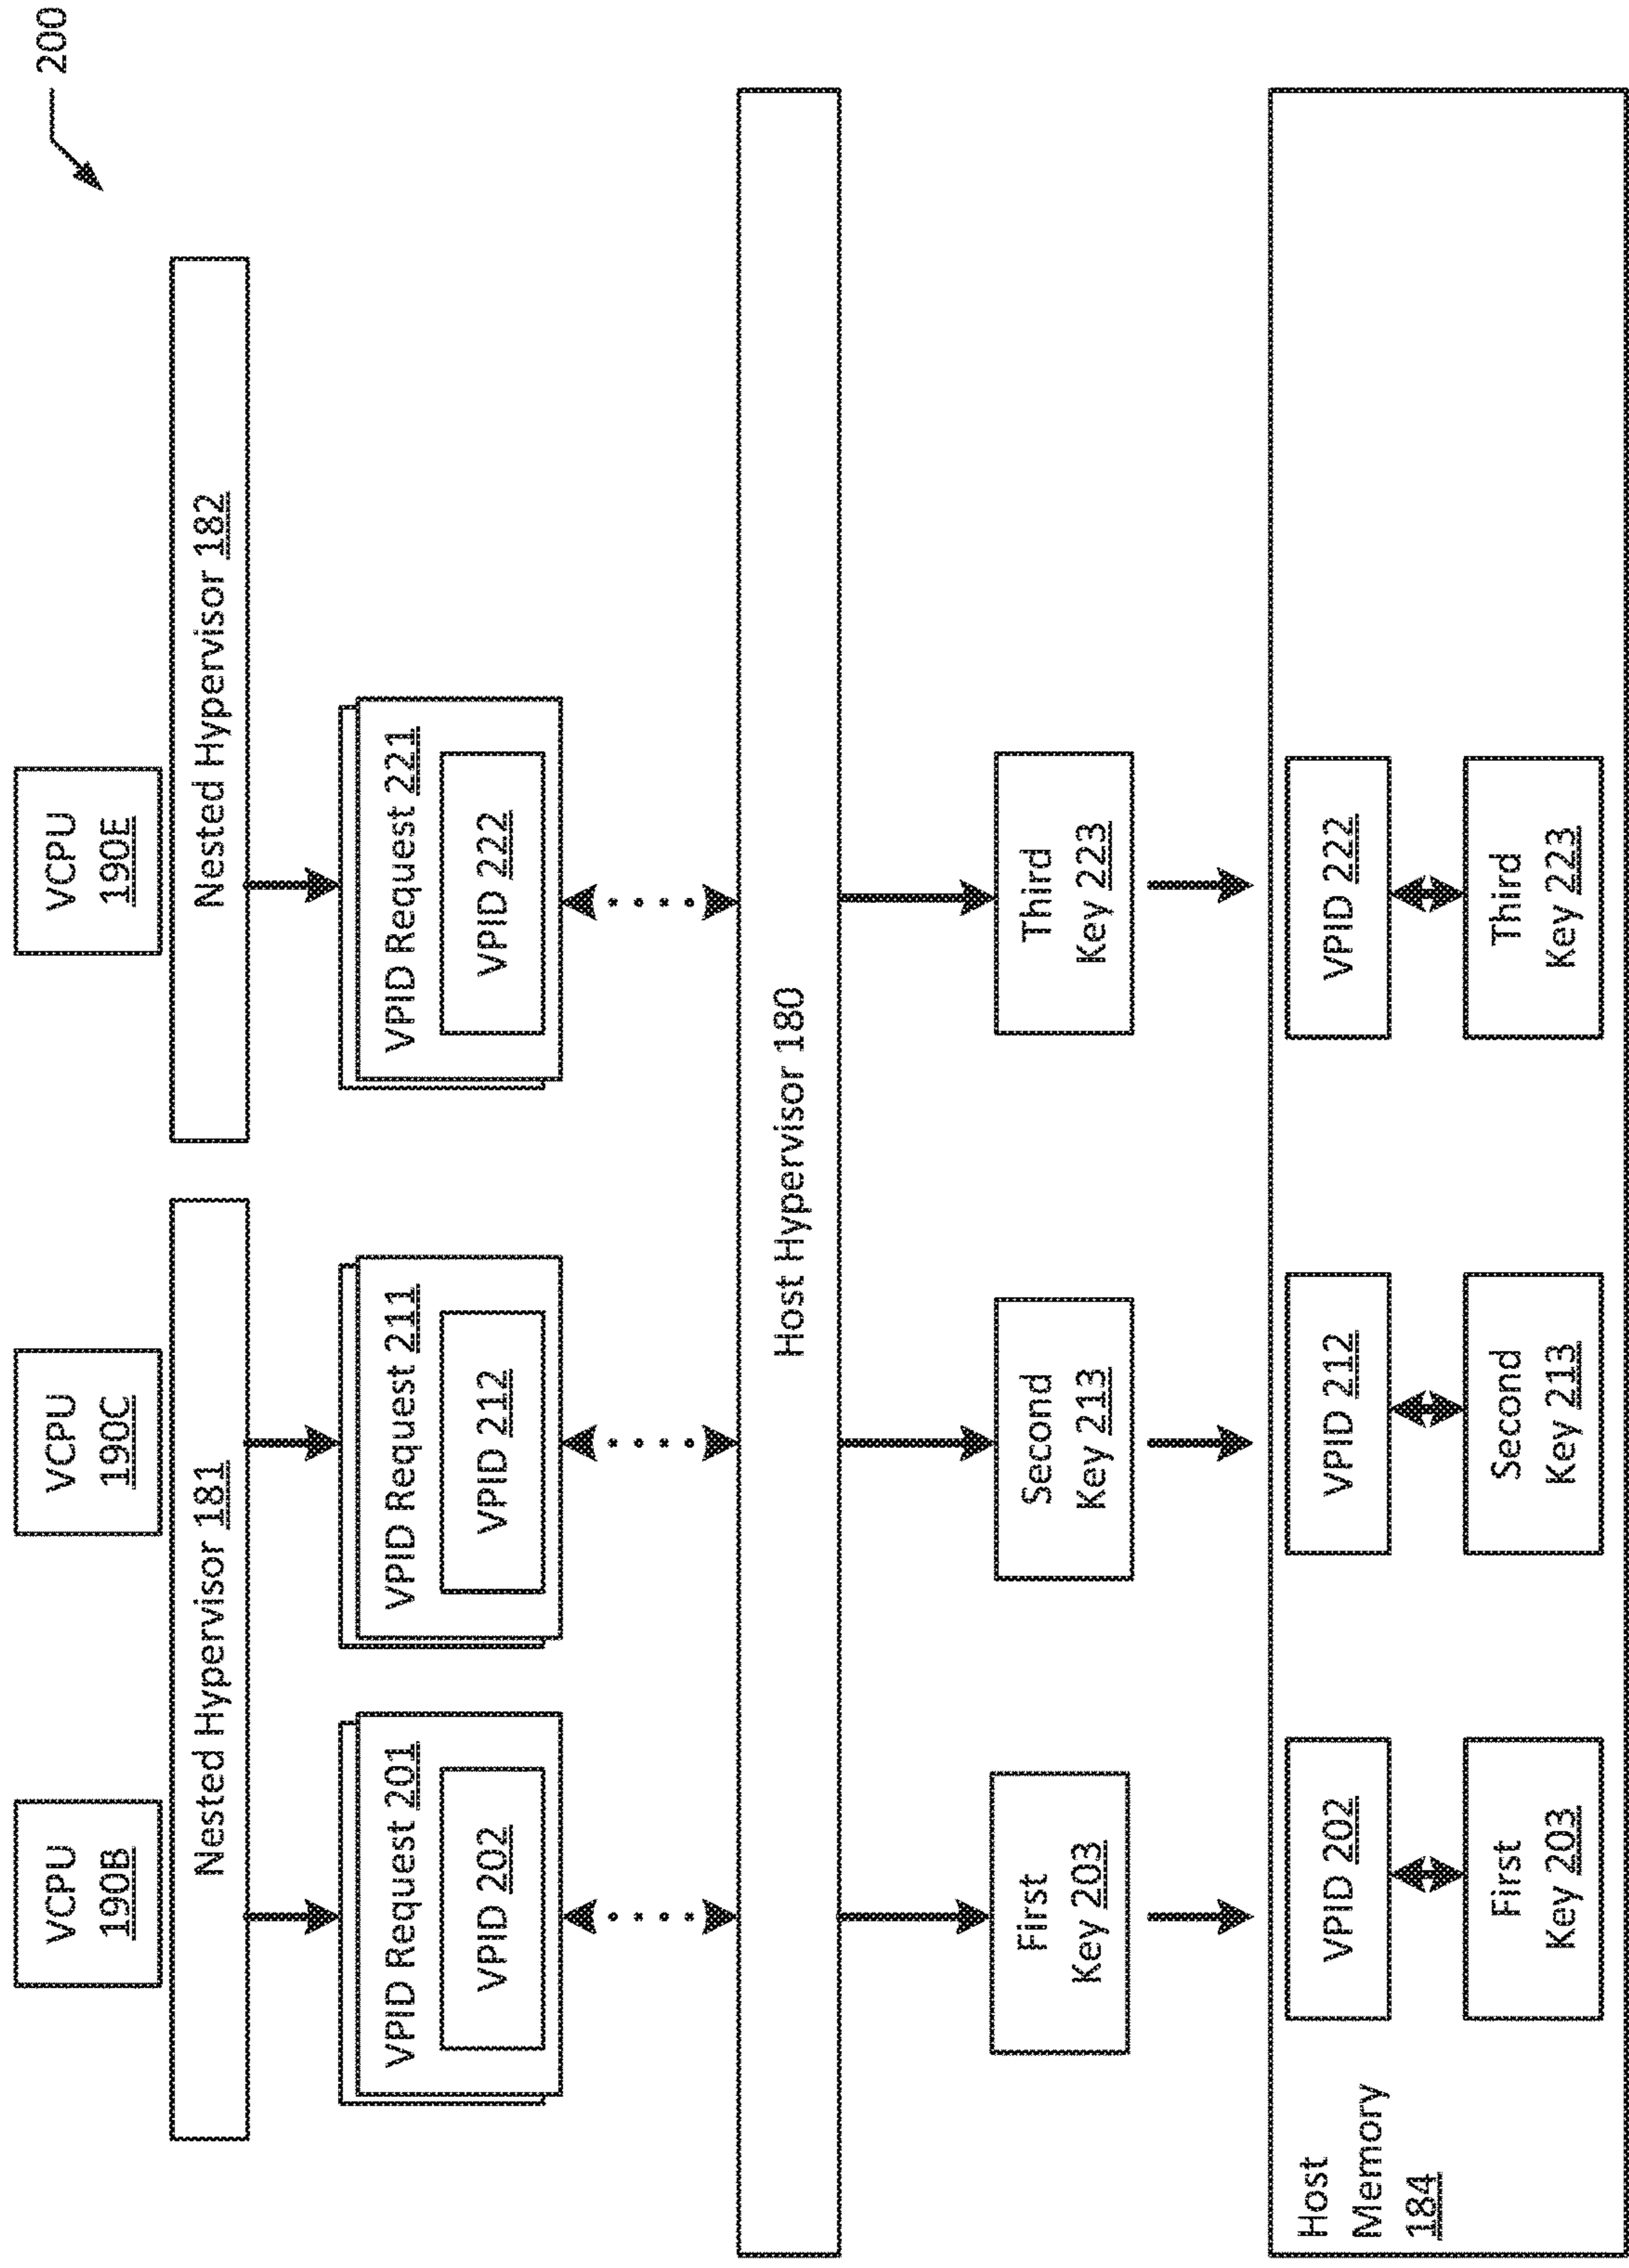 200
VCPU
190B
VCPU
190C
VCPU
190E
Nested Hypervisor 181
Nested Hypervisor 182
VPID Request 201
VPID 202
VPID Request 211
VPID 212
VPID Request 221
VPID 222
Host Hypervisor 180
First
Key 203
Second
Key 213
Third
Key 223
Host
Memory
184
VPID 202
VPID 212
VPID 222
First
Key 203
Second
Key 213
Third
Key 223